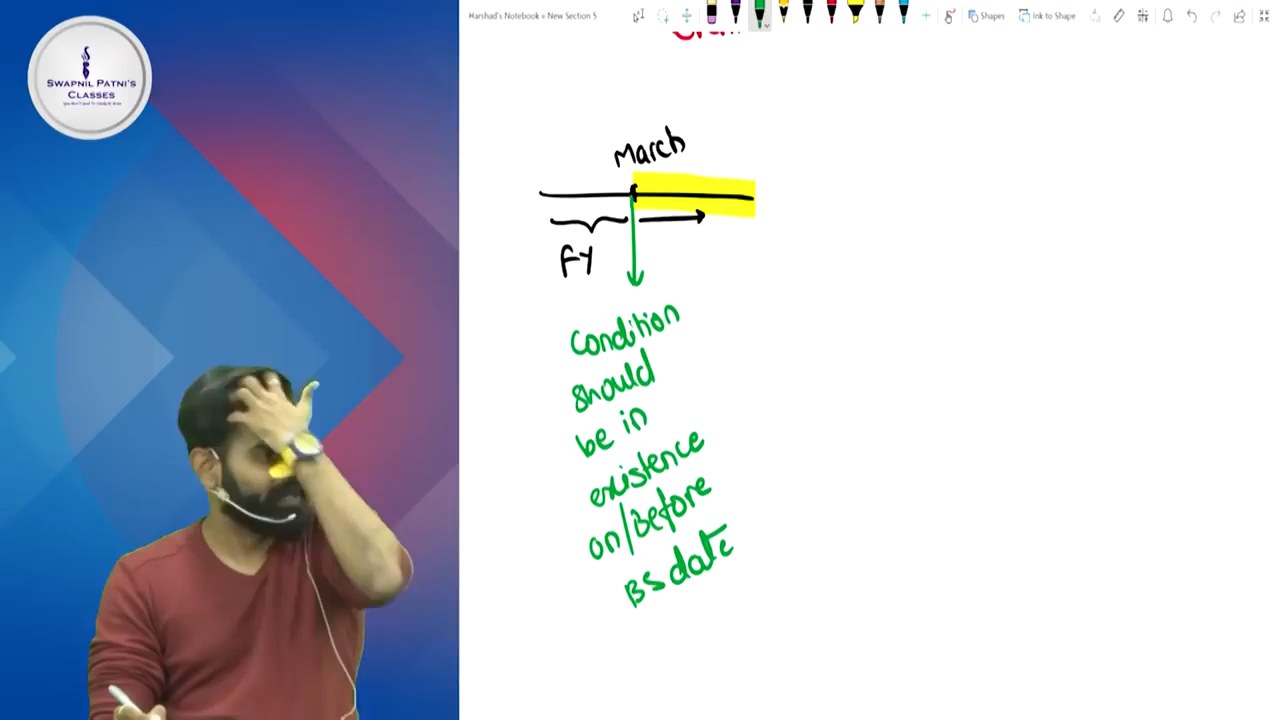 SWAPNIL PATNI'S
CLASSES
Harshad's Notebook » New Section 5
Shapes
Ink to Shape
March
FY
Condition
should
be in
existence
on/Before
BS date